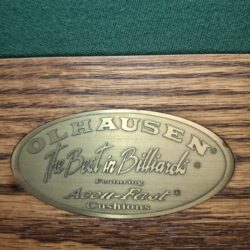 OLHAUSEN®
The Best in Billiards
Featuring
Accu-Fast®
Cushions